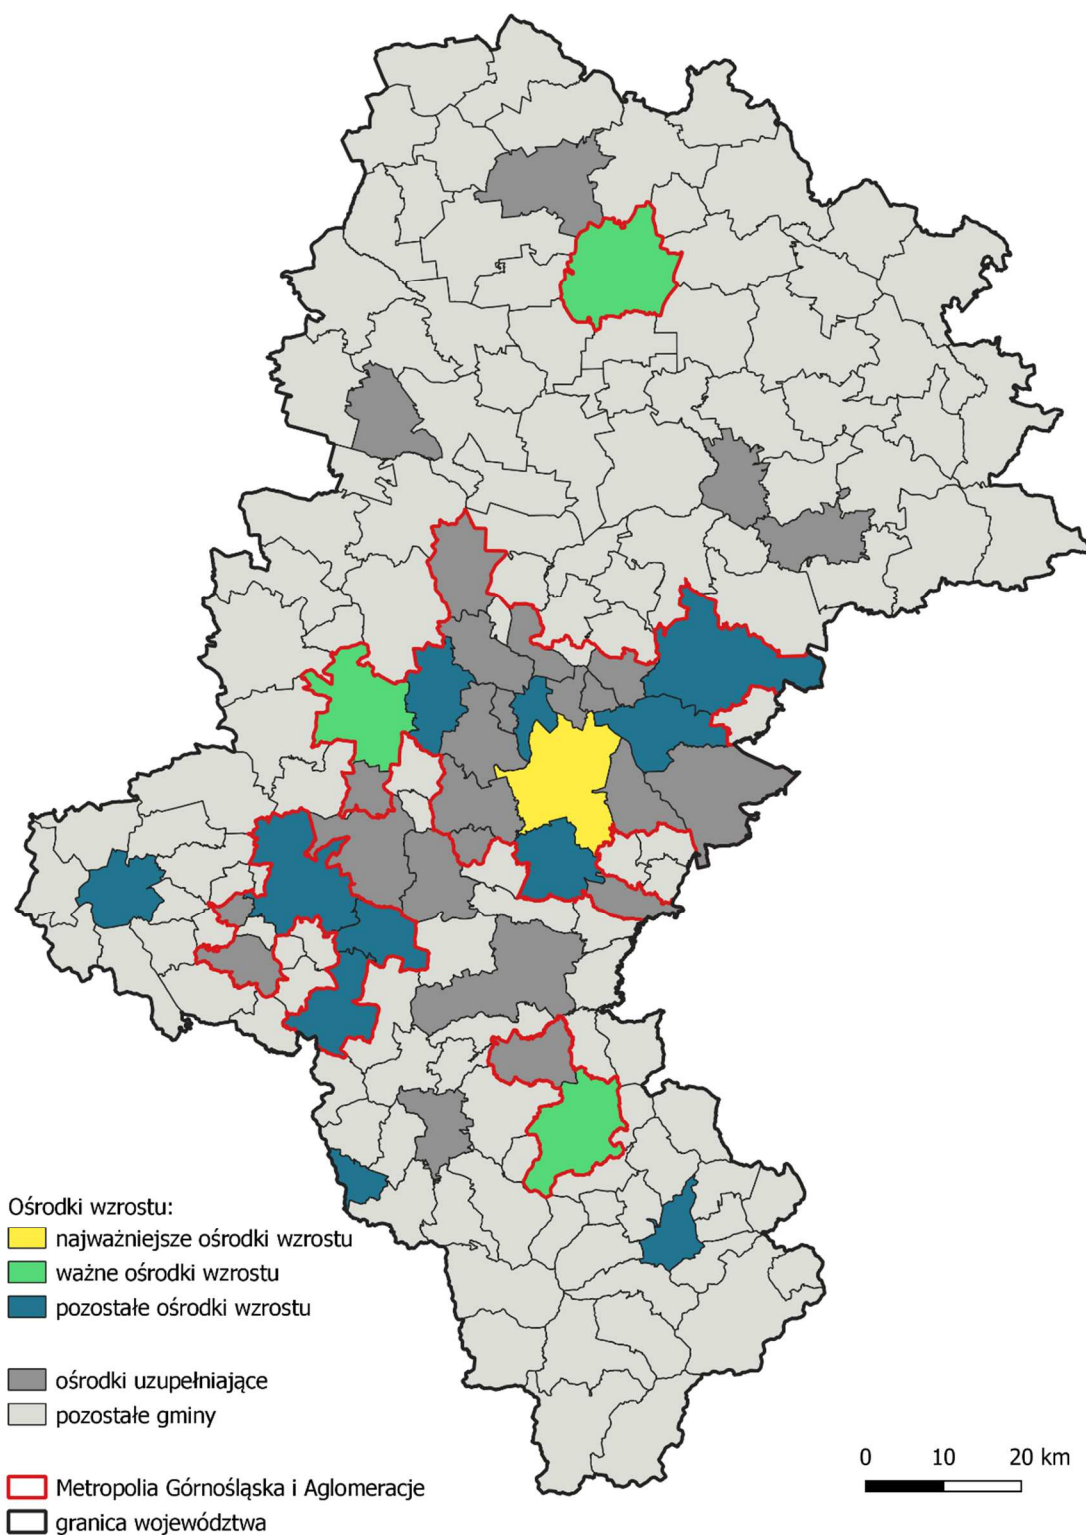 Ośrodki wzrostu:
najważniejsze ośrodki wzrostu
ważne ośrodki wzrostu
pozostałe ośrodki wzrostu
ośrodki uzupełniające
pozostałe gminy
Metropolia Górnośląska i Aglomeracje
granica województwa
0 10 20 km